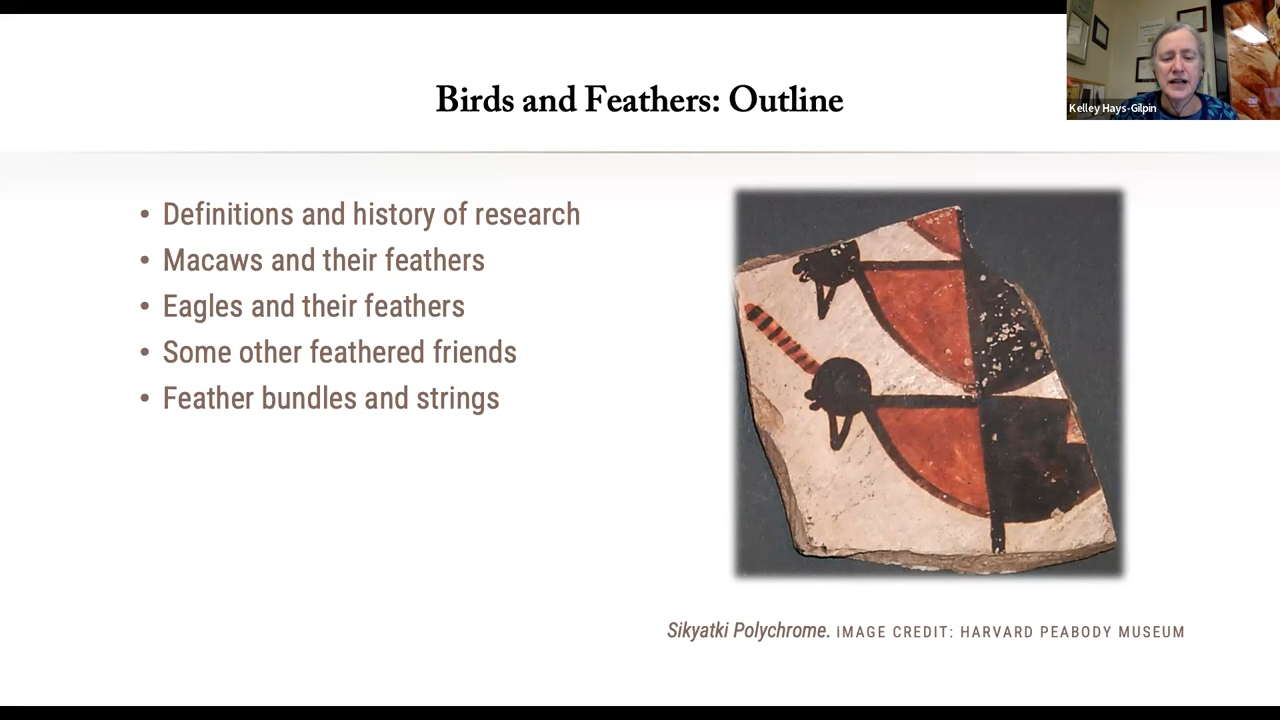 Birds and Feathers: Outline
Kelley Hays-Gilpin
• Definitions and history of research
• Macaws and their feathers
• Eagles and their feathers
• Some other feathered friends
• Feather bundles and strings
Sikyatki Polychrome. IMAGE CREDIT: HARVARD PEABODY MUSEUM